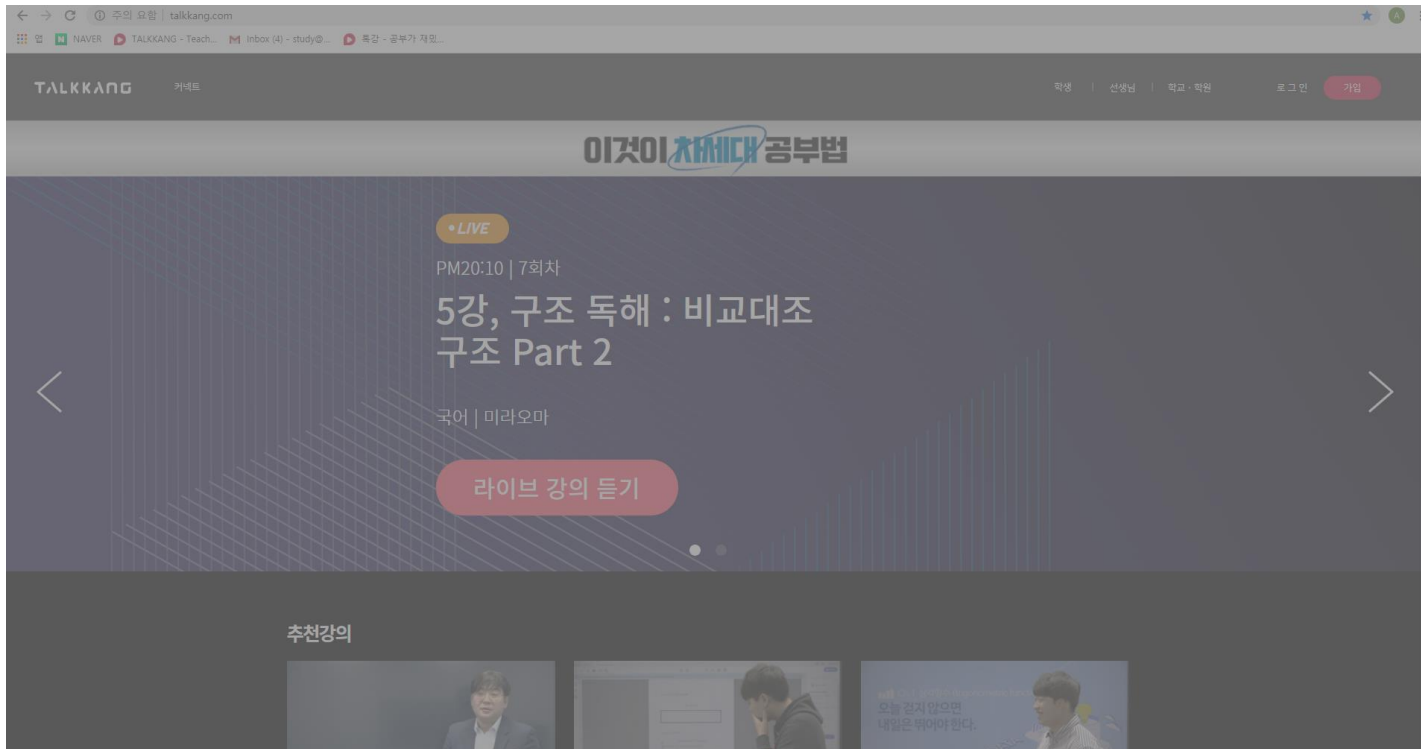 주의 요함 | talkkang.com
앱 NAVER TALKKANG - Teach... Inbox (4) - study@... 특강 - 공부가 재밌...
TALKKANG 커넥트 학생 | 선생님 | 학교 · 학원 로그인 가입
이것이 차세대 공부법
• LIVE
PM20:10 | 7회차
5강, 구조 독해 : 비교대조
구조 Part 2
국어 | 미라오마
라이브 강의 듣기
추천강의
오늘 걷지 않으면
내일은 뛰어야 한다.